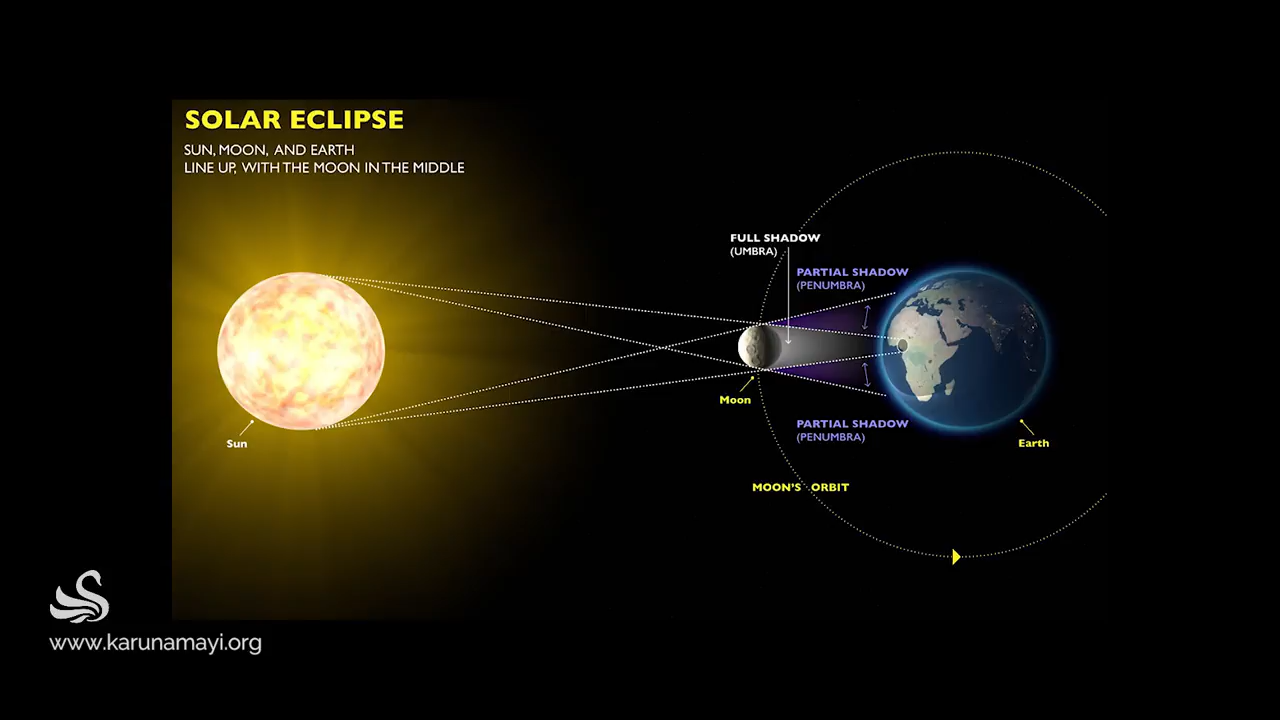 SOLAR ECLIPSE
SUN, MOON, AND EARTH
LINE UP, WITH THE MOON IN THE MIDDLE
FULL SHADOW
(UMBRA)
PARTIAL SHADOW
(PENUMBRA)
Moon
Sun
PARTIAL SHADOW
(PENUMBRA)
Earth
MOON'S ORBIT
www.karunamayi.org